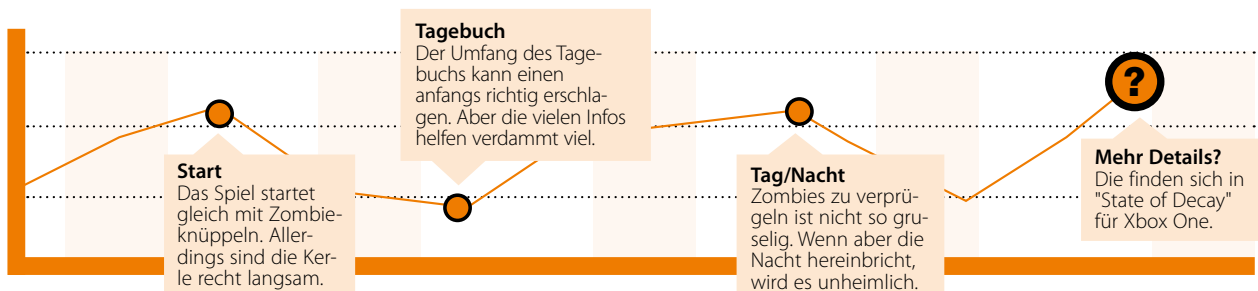 Start
Das Spiel startet
gleich mit Zombie-
knüppeln. Aller-
dings sind die Ker-
le recht langsam.
Tagebuch
Der Umfang des Tage-
buchs kann einen
anfangs richtig erschla-
gen. Aber die vielen Infos
helfen verdammt viel.
Tag/Nacht
Zombies zu verprü-
geln ist nicht so gru-
selig. Wenn aber die
Nacht hereinbricht,
wird es unheimlich.
?
Mehr Details?
Die finden sich in
"State of Decay"
für Xbox One.